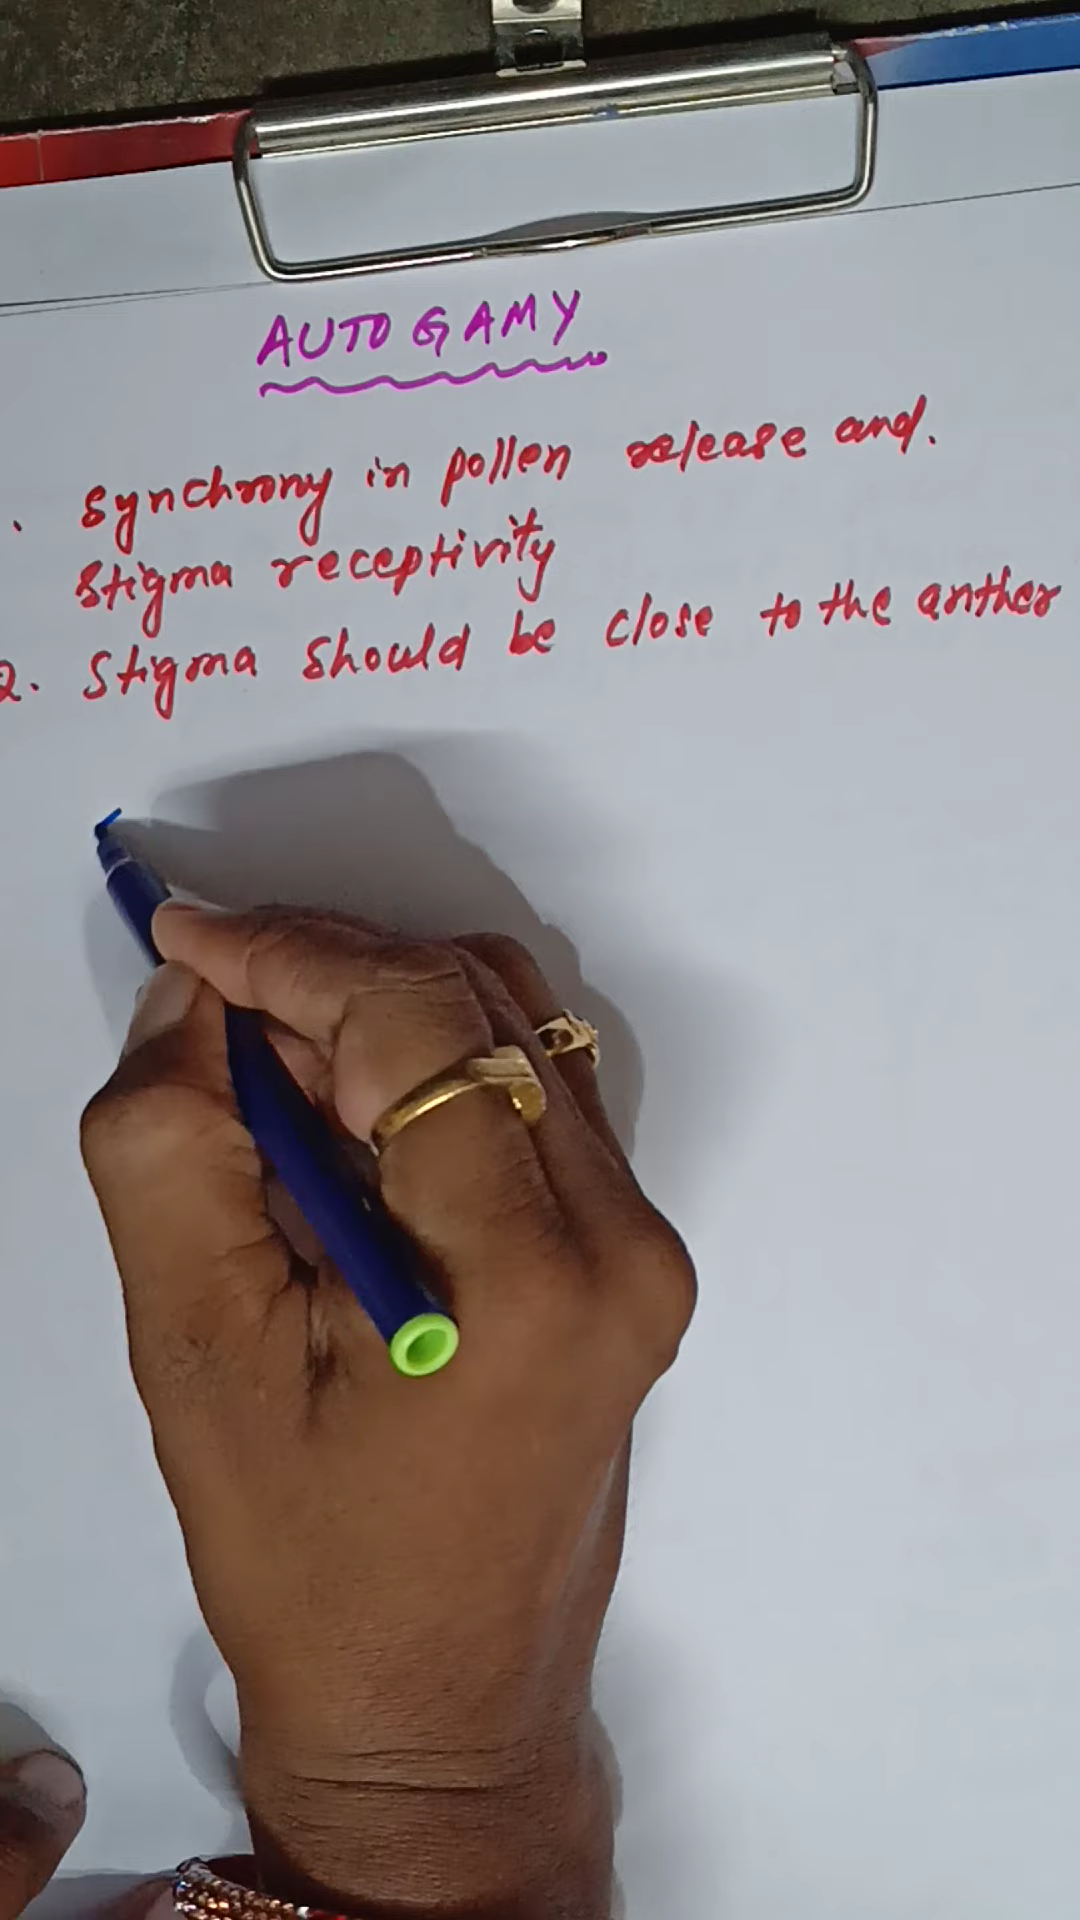 AUTOGAMY
. Synchrony in pollen release and.
Stigma receptivity
2. Stigma should be close to the anther